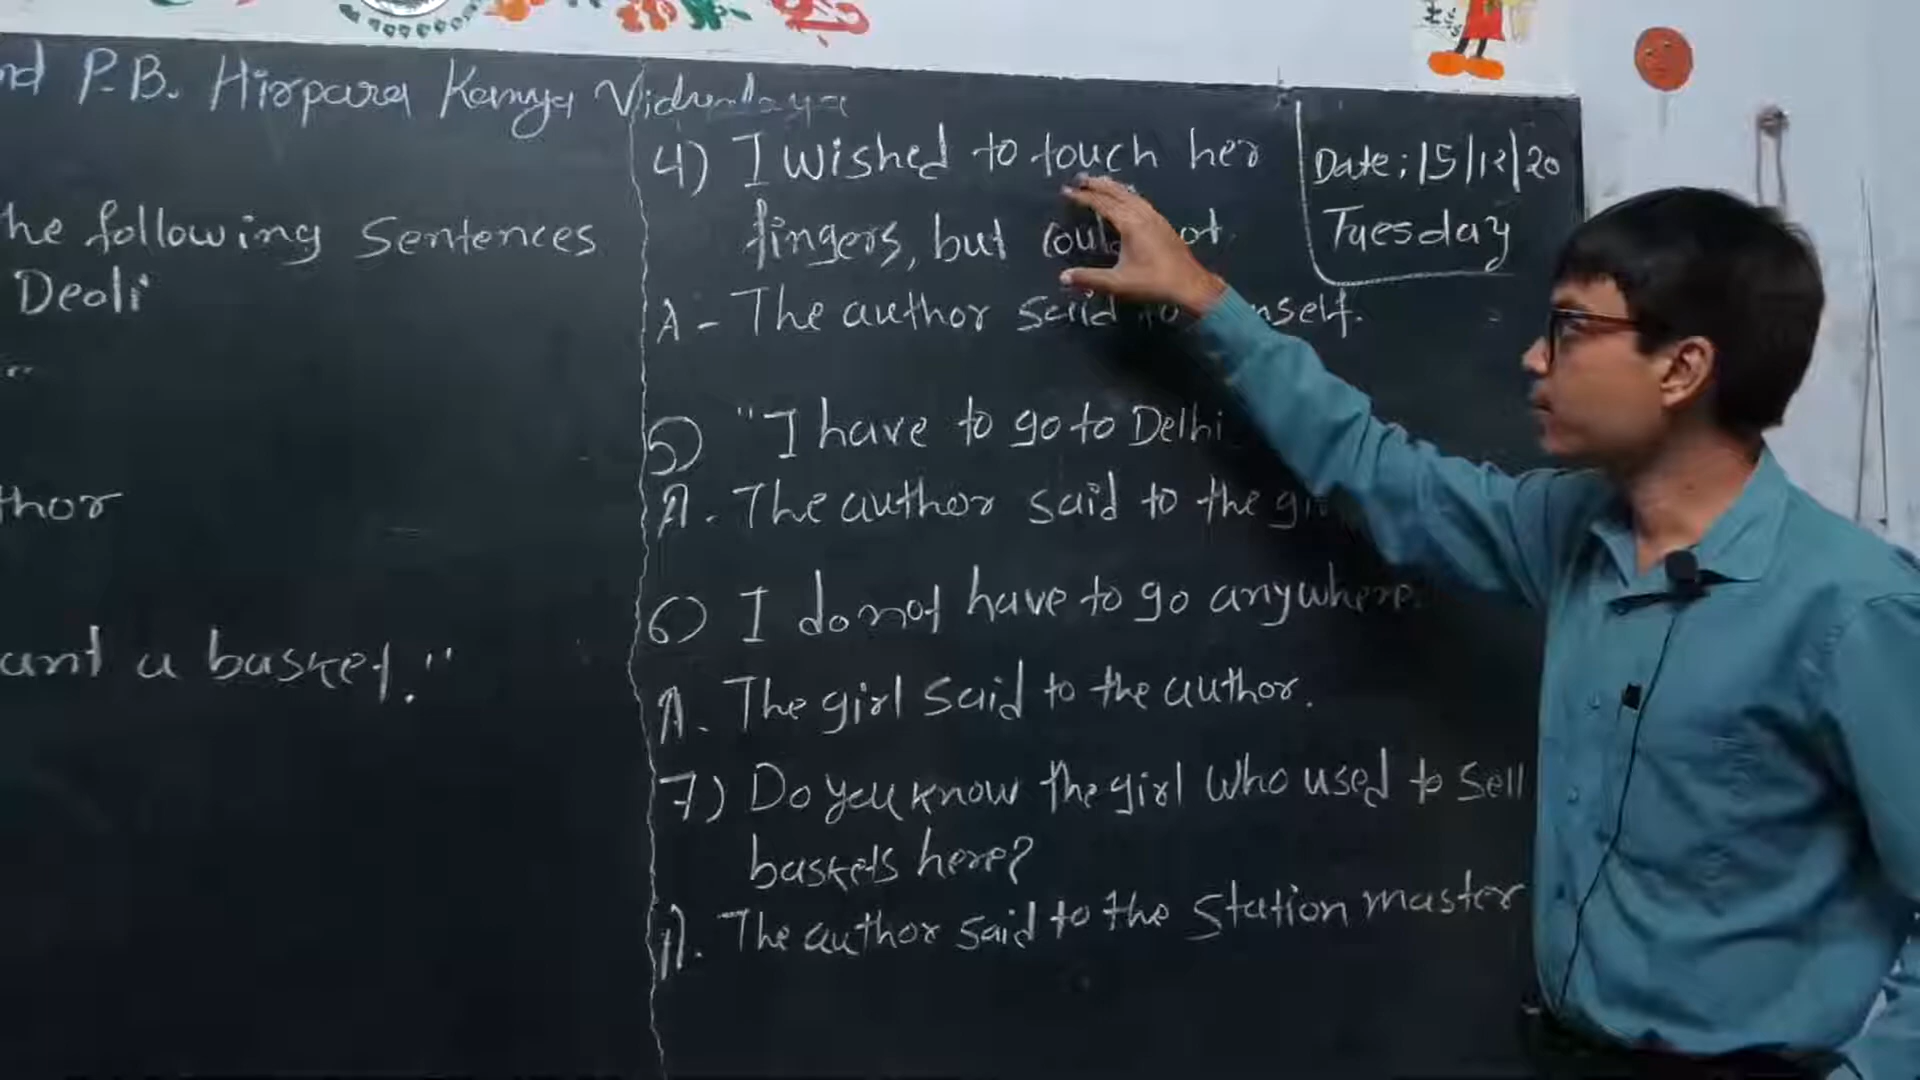 nd P.B. Hirpara Kanya Vidyalaya
he following Sentences
Deoli
thor
ant a basket."
4) I wished to touch her
fingers, but could not.
A - The author said to himself.
5) "I have to go to Delhi
A. The author said to the girl
6) I do not have to go anywhere.
A. The girl said to the author.
7) Do you know the girl who used to sell
baskets here?
A. The author said to the Station master
Date: 15/12/20
Tuesday